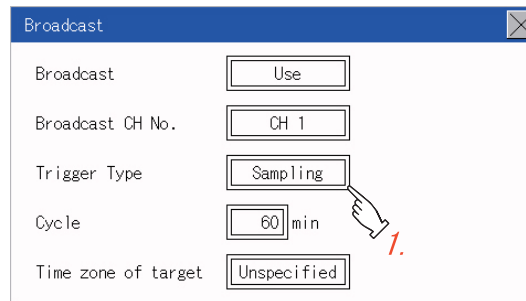 Broadcast
Broadcast Use
Broadcast CH No. CH 1
Trigger Type Sampling
Cycle 60 min
1.
Time zone of target Unspecified